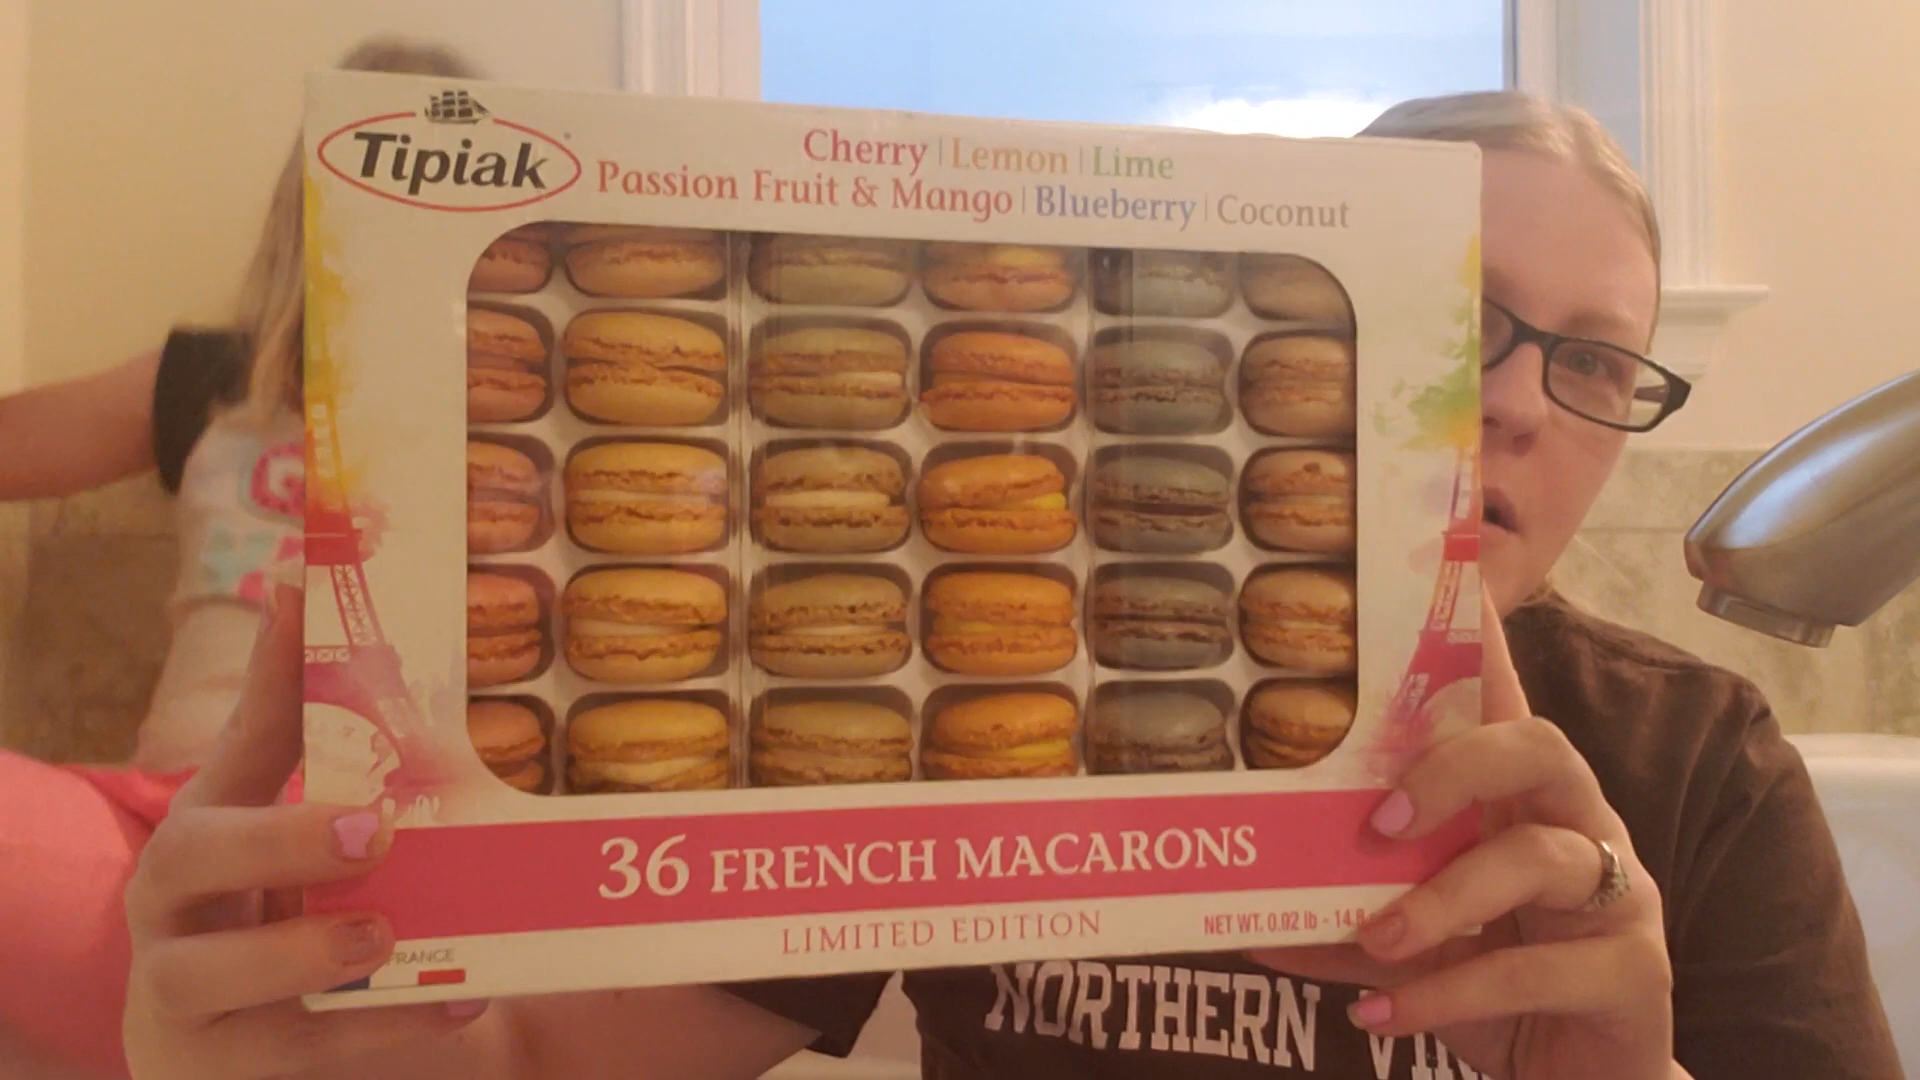 Tipiak
Cherry | Lemon | Lime
Passion Fruit & Mango | Blueberry | Coconut
36 FRENCH MACARONS
LIMITED EDITION
NET WT. 0.92 lb - 14.8
FRANCE
NORTHERN